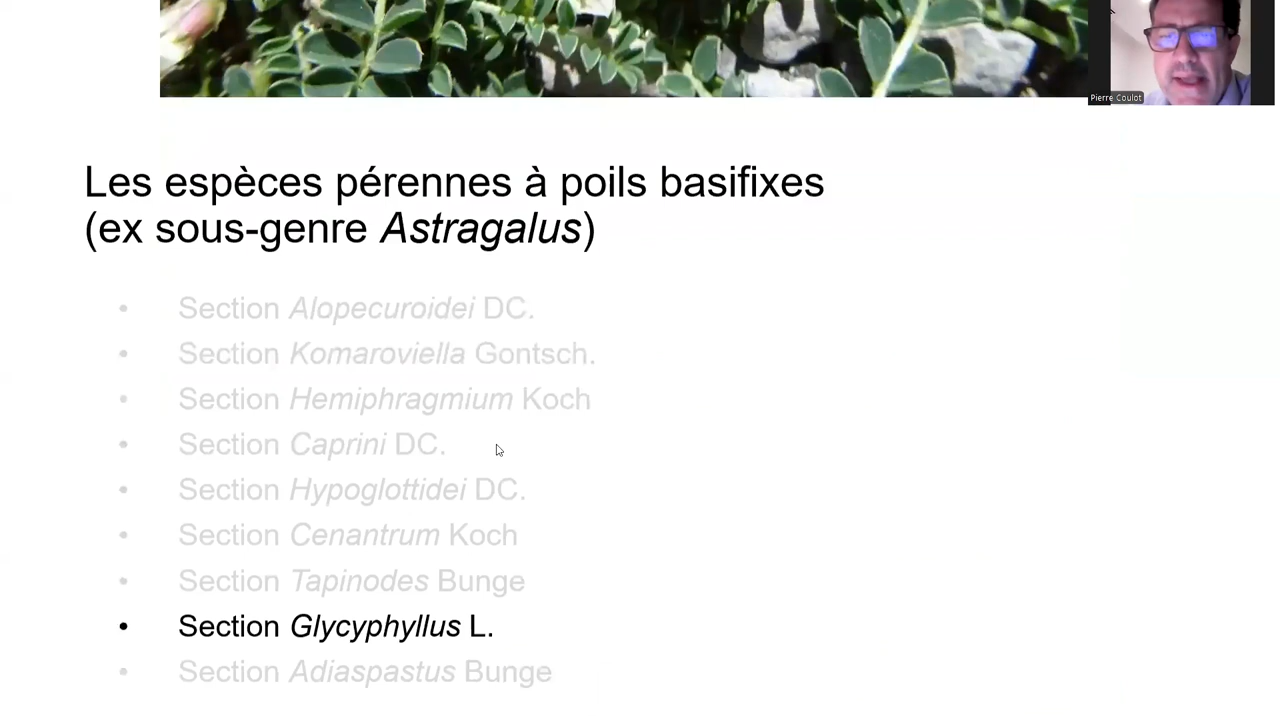 Pierre Coulot
Les espèces pérennes à poils basifixes
(ex sous-genre Astragalus)
• Section Alopecuroidei DC.
• Section Komaroviella Gontsch.
• Section Hemiphragmium Koch
• Section Caprini DC.
• Section Hypoglottidei DC.
• Section Cenantrum Koch
• Section Tapinodes Bunge
• Section Glycyphyllus L.
• Section Adiaspastus Bunge